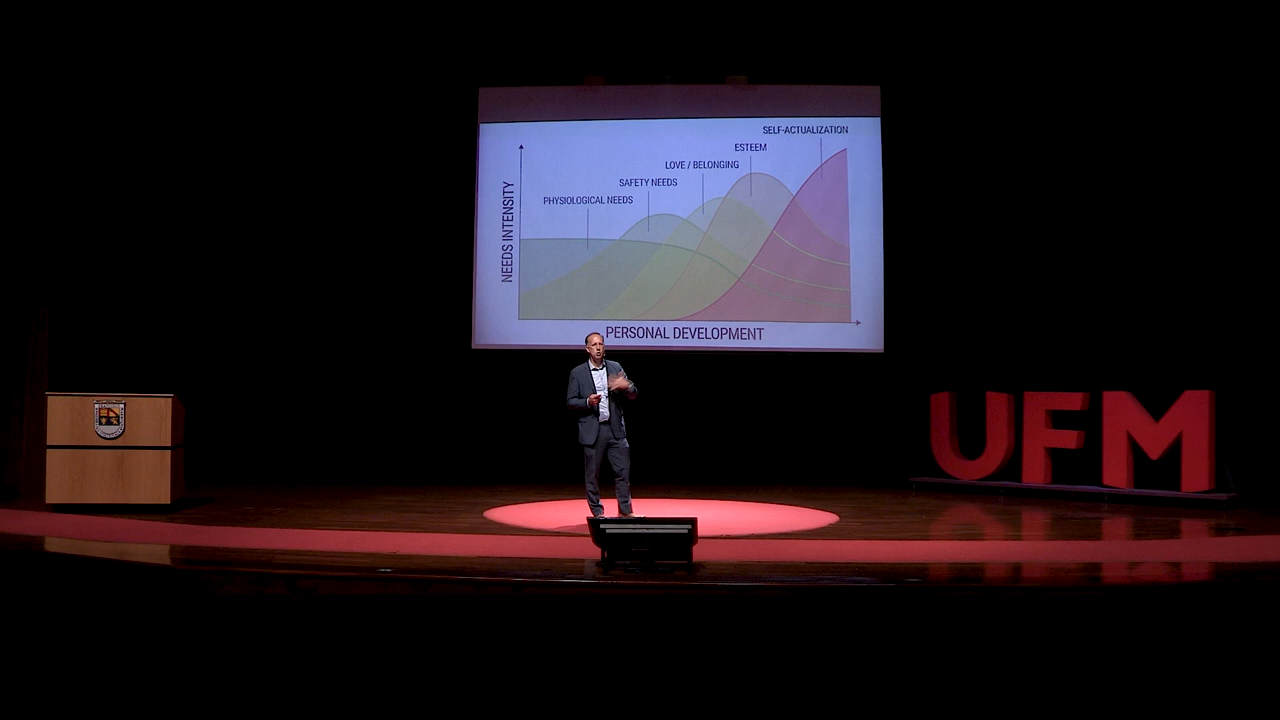 SELF-ACTUALIZATION
ESTEEM
LOVE / BELONGING
SAFETY NEEDS
PHYSIOLOGICAL NEEDS
NEEDS INTENSITY
PERSONAL DEVELOPMENT
UFM